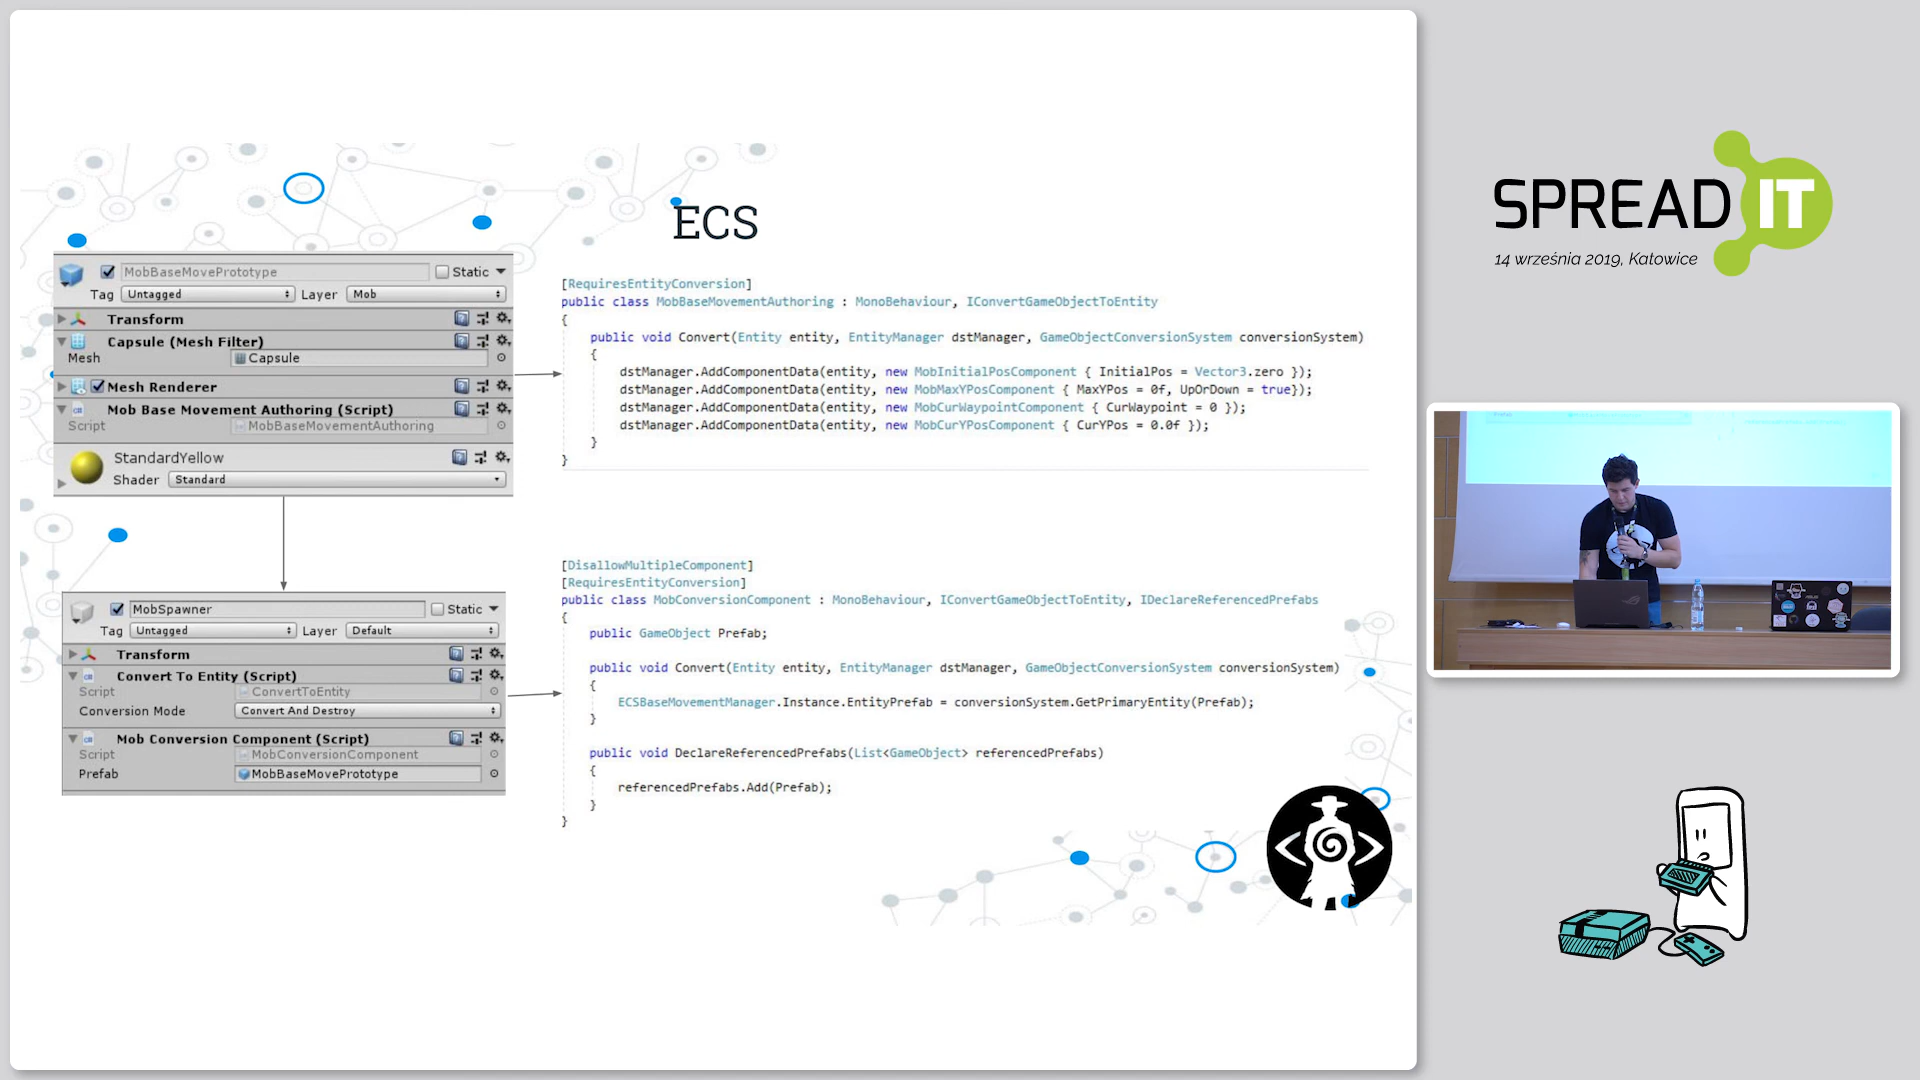 ECS
MobBaseMovePrototype
Static
Tag Untagged Layer Mob
Transform
Capsule (Mesh Filter)
Mesh Capsule
Mesh Renderer
Mob Base Movement Authoring (Script)
Script MobBaseMovementAuthoring
StandardYellow
Shader Standard
[RequiresEntityConversion]
public class MobBaseMovementAuthoring : MonoBehaviour, IConvertGameObjectToEntity
{
public void Convert(Entity entity, EntityManager dstManager, GameObjectConversionSystem conversionSystem)
{
dstManager.AddComponentData(entity, new MobInitialPosComponent { InitialPos = Vector3.zero });
dstManager.AddComponentData(entity, new MobMaxYPosComponent { MaxYPos = 0f, UpOrDown = true});
dstManager.AddComponentData(entity, new MobCurWaypointComponent { CurWaypoint = 0 });
dstManager.AddComponentData(entity, new MobCurYPosComponent { CurYPos = 0.0f });
}
}
MobSpawner
Static
Tag Untagged Layer Default
Transform
Convert To Entity (Script)
Script ConvertToEntity
Conversion Mode Convert And Destroy
Mob Conversion Component (Script)
Script MobConversionComponent
Prefab MobBaseMovePrototype
[DisallowMultipleComponent]
[RequiresEntityConversion]
public class MobConversionComponent : MonoBehaviour, IConvertGameObjectToEntity, IDeclareReferencedPrefabs
{
public GameObject Prefab;
public void Convert(Entity entity, EntityManager dstManager, GameObjectConversionSystem conversionSystem)
{
ECSBaseMovementManager.Instance.EntityPrefab = conversionSystem.GetPrimaryEntity(Prefab);
}
public void DeclareReferencedPrefabs(List<GameObject> referencedPrefabs)
{
referencedPrefabs.Add(Prefab);
}
}
SPREAD IT
14 września 2019, Katowice